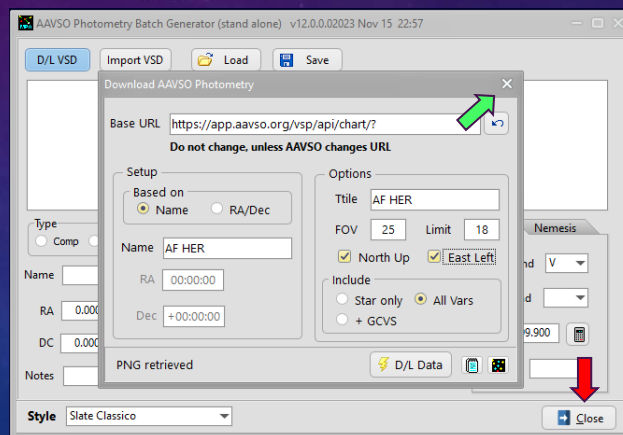 AAVSO Photometry Batch Generator (stand alone) v12.0.0.02023 Nov 15 22:57
D/L VSD Import VSD Load Save
Download AAVSO Photometry
Base URL https://app.aavso.org/vsp/api/chart/?
Do not change, unless AAVSO changes URL
Setup
Based on
Name RA/Dec
Name AF HER
RA 00:00:00
Dec +00:00:00
Options
Ttile AF HER
FOV 25 Limit 18
North Up East Left
Include
Star only All Vars
+ GCVS
PNG retrieved D/L Data
Type
Comp
Name
RA 0.000
DC 0.000
Notes
Nemesis
V
9.900
Style Slate Classico Close